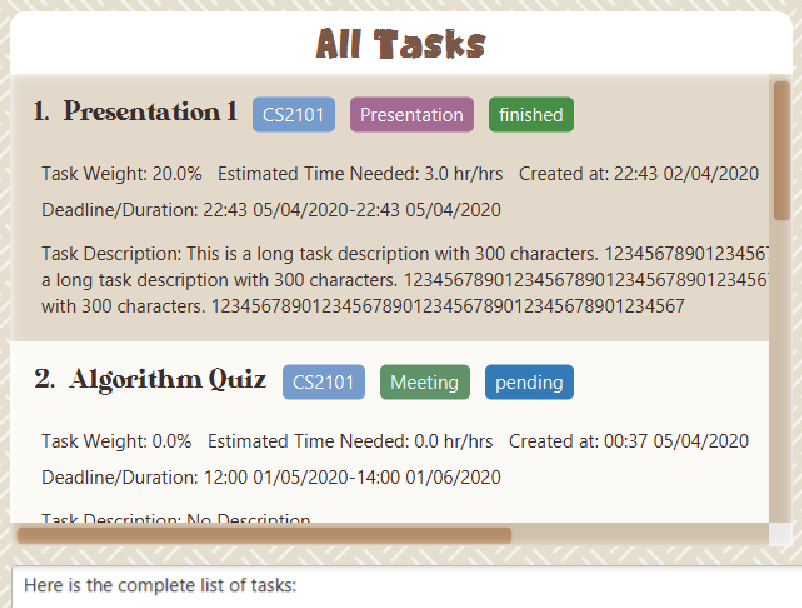 All Tasks
1. Presentation 1 CS2101 Presentation finished
Task Weight: 20.0% Estimated Time Needed: 3.0 hr/hrs Created at: 22:43 02/04/2020
Deadline/Duration: 22:43 05/04/2020-22:43 05/04/2020
Task Description: This is a long task description with 300 characters. 12345678901234567
a long task description with 300 characters. 1234567890123456789012345678901234567
with 300 characters. 12345678901234567890123456789012345678901234567
2. Algorithm Quiz CS2101 Meeting pending
Task Weight: 0.0% Estimated Time Needed: 0.0 hr/hrs Created at: 00:37 05/04/2020
Deadline/Duration: 12:00 01/05/2020-14:00 01/06/2020
Task Description: No Description
Here is the complete list of tasks: